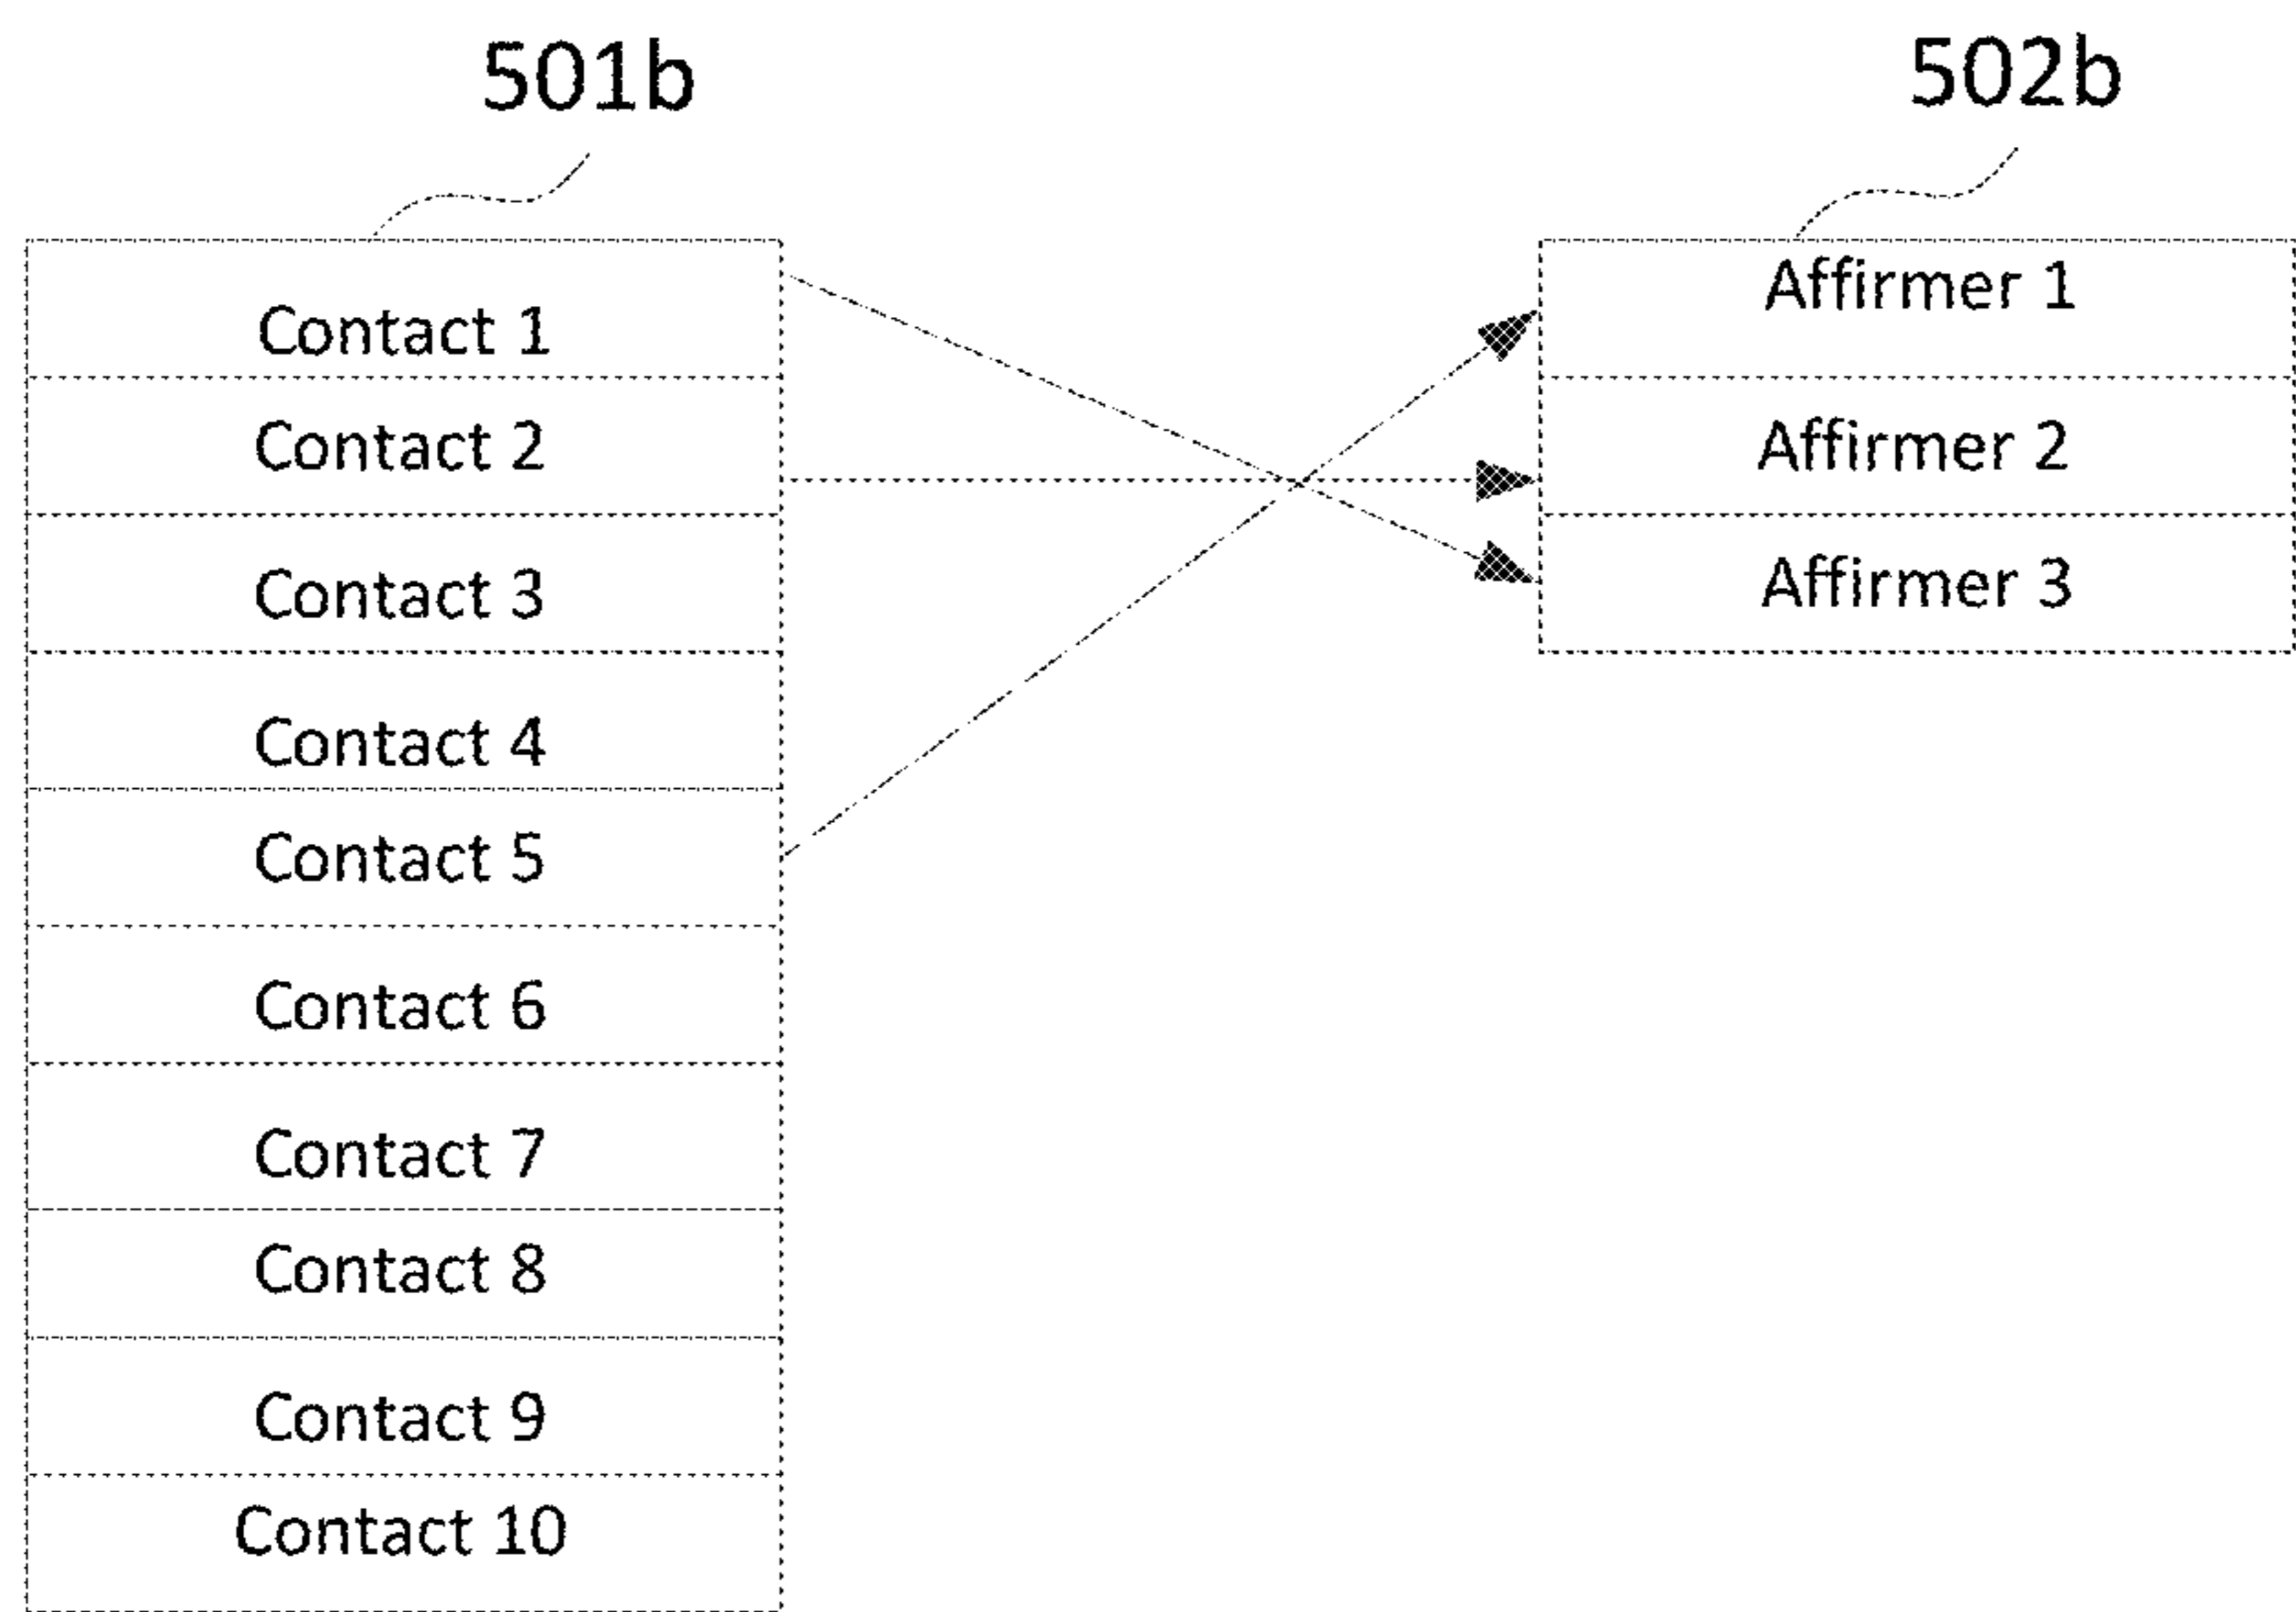 501b
502b
Contact 1
Contact 2
Contact 3
Contact 4
Contact 5
Contact 6
Contact 7
Contact 8
Contact 9
Contact 10
Affirmer 1
Affirmer 2
Affirmer 3